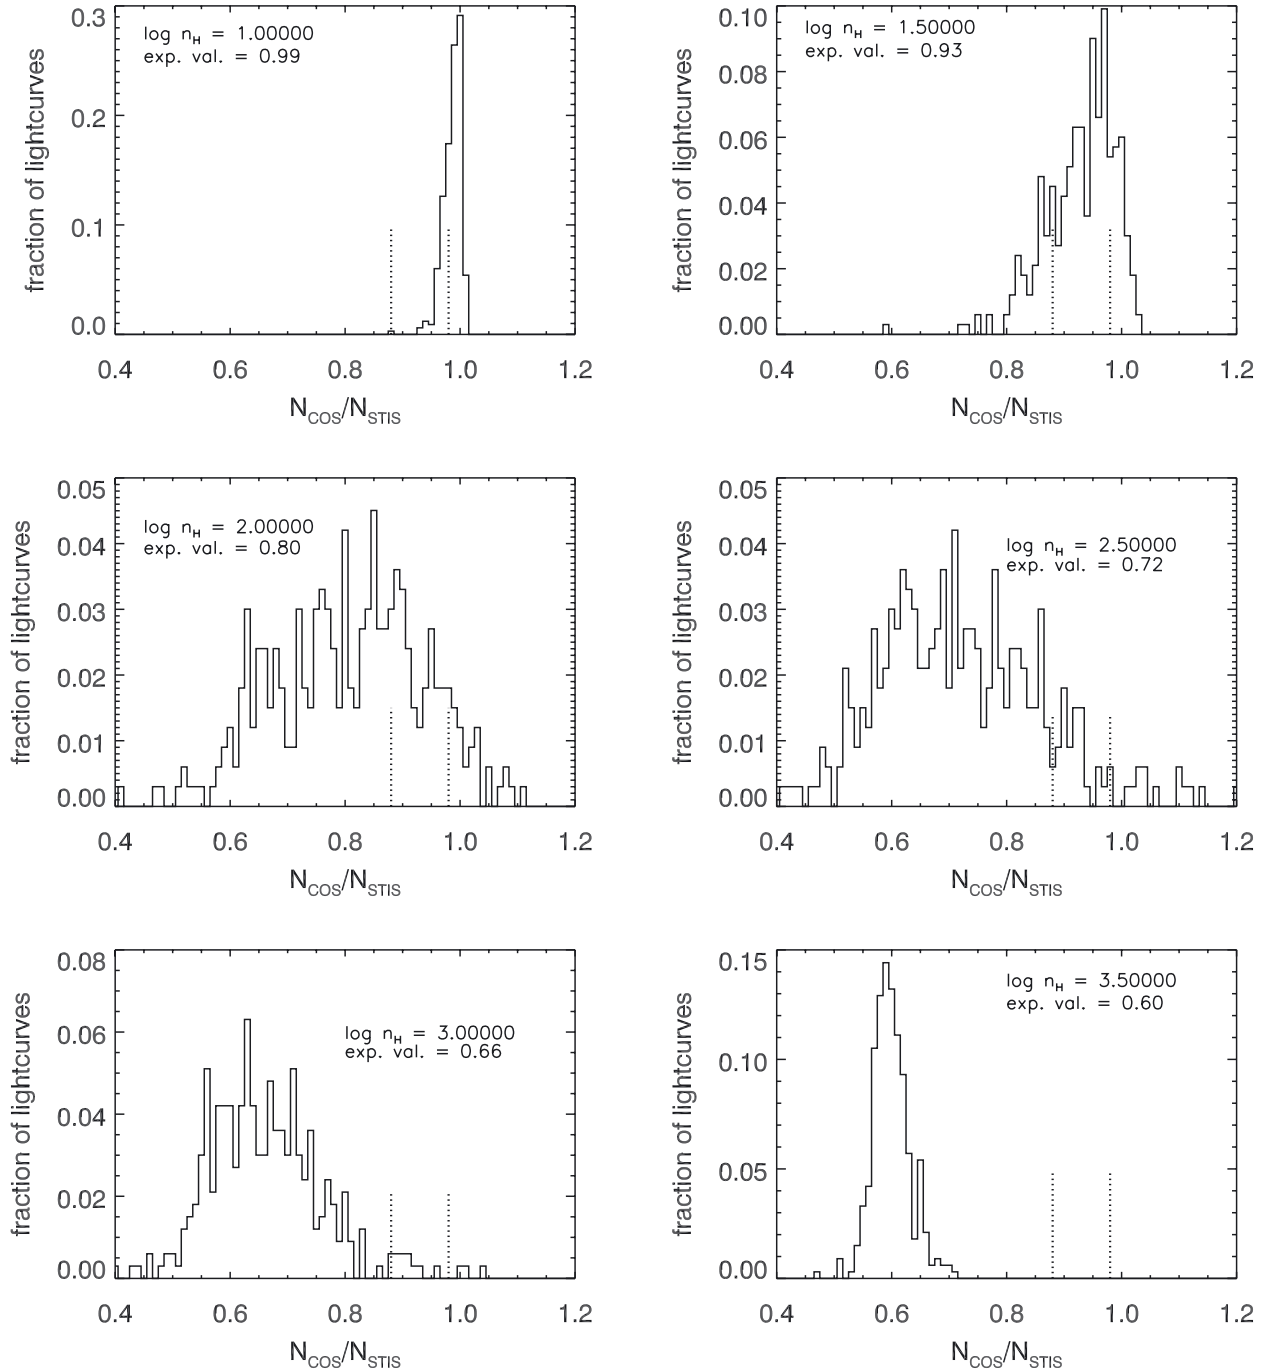 log n_H = 1.00000
exp. val. = 0.99
fraction of lightcurves
0.3
0.2
0.1
0.0
0.4 0.6 0.8 1.0 1.2
N_COS/N_STIS
log n_H = 1.50000
exp. val. = 0.93
fraction of lightcurves
0.10
0.08
0.06
0.04
0.02
0.00
0.4 0.6 0.8 1.0 1.2
N_COS/N_STIS
log n_H = 2.00000
exp. val. = 0.80
fraction of lightcurves
0.05
0.04
0.03
0.02
0.01
0.00
0.4 0.6 0.8 1.0 1.2
N_COS/N_STIS
log n_H = 2.50000
exp. val. = 0.72
fraction of lightcurves
0.05
0.04
0.03
0.02
0.01
0.00
0.4 0.6 0.8 1.0 1.2
N_COS/N_STIS
log n_H = 3.00000
exp. val. = 0.66
fraction of lightcurves
0.08
0.06
0.04
0.02
0.00
0.4 0.6 0.8 1.0 1.2
N_COS/N_STIS
log n_H = 3.50000
exp. val. = 0.60
fraction of lightcurves
0.15
0.10
0.05
0.00
0.4 0.6 0.8 1.0 1.2
N_COS/N_STIS